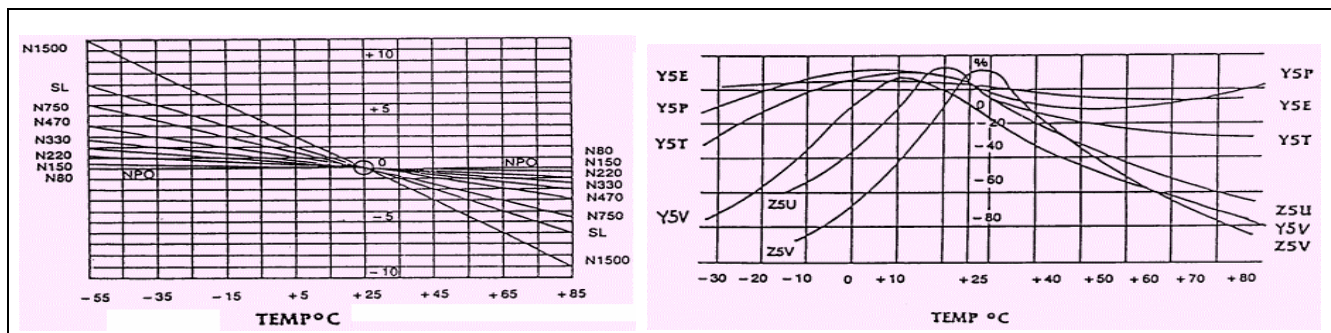 N1500
SL
N750
N470
N330
N220
N150
N80
NPO
+10
+5
0
-5
-10
NPO
N80
N150
N220
N330
N470
N750
SL
N1500
-55 -35 -15 +5 +25 +45 +65 +85
TEMP°C
Y5E
Y5P
Y5T
Y5V
Z5U
Z5V
%
0
-20
-40
-60
-80
Y5P
Y5E
Y5T
Z5U
Y5V
Z5V
-30 -20 -10 0 +10 +25 +40 +60 +70 +80
TEMP °C